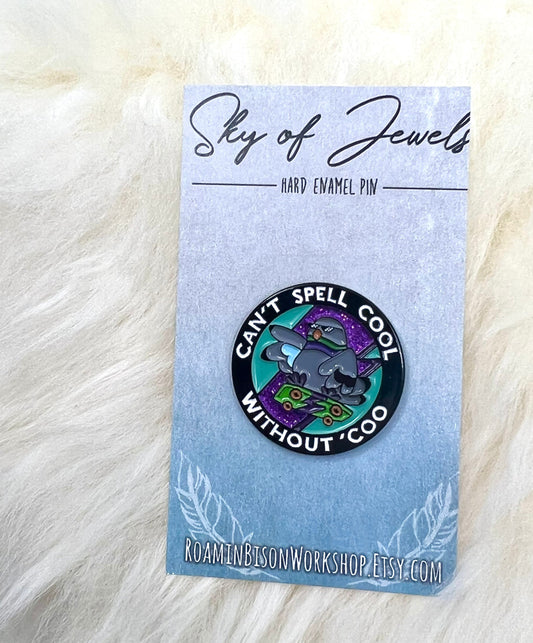 Sky of Jewels
HARD ENAMEL PIN
CAN'T SPELL COOL
WITHOUT 'COO
ROAMINBISONWORKSHOP.ETSY.COM